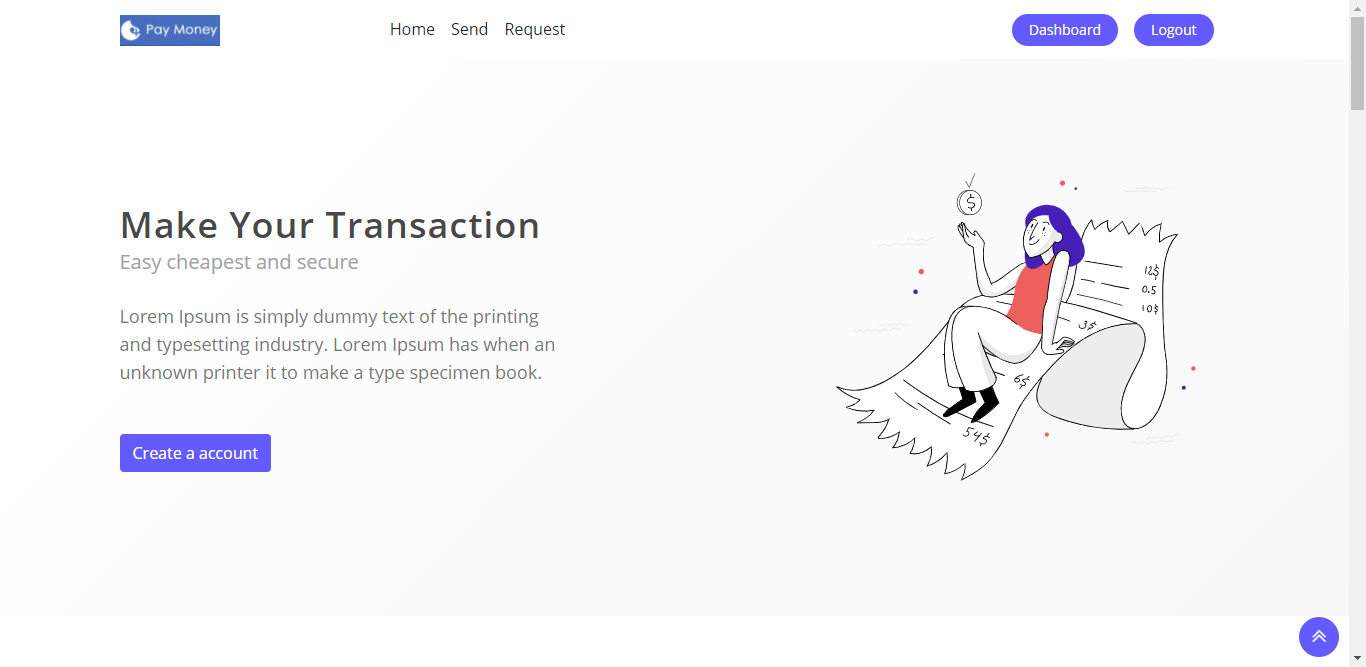 Pay Money
Home Send Request
Dashboard Logout
Make Your Transaction
Easy cheapest and secure
Lorem Ipsum is simply dummy text of the printing
and typesetting industry. Lorem Ipsum has when an
unknown printer it to make a type specimen book.
Create a account
$
12$
0.5
10$
3$
6$
54$